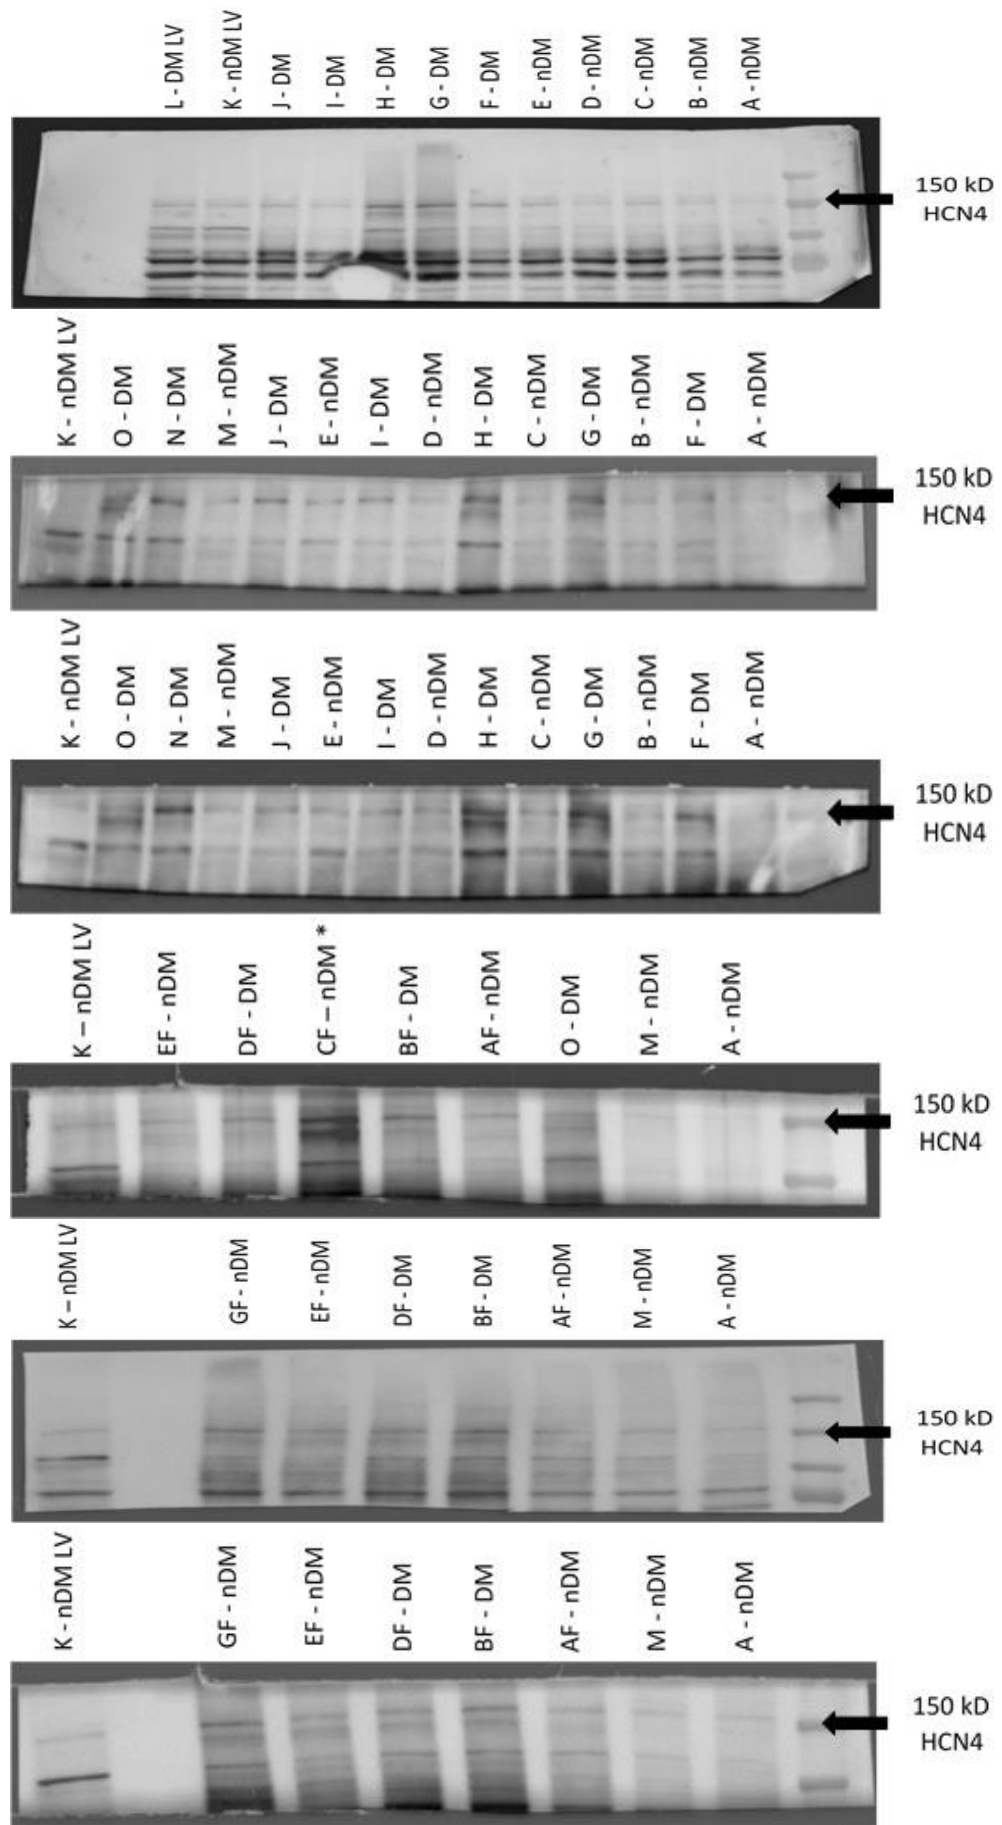 L - DM LV
K - nDM LV
J - DM
I - DM
H - DM
G - DM
F - DM
E - nDM
D - nDM
C - nDM
B - nDM
A - nDM
150 kD
HCN4
K - nDM LV
O - DM
N - DM
M - nDM
J - DM
E - nDM
I - DM
D - nDM
H - DM
C - nDM
G - DM
B - nDM
F - DM
A - nDM
150 kD
HCN4
K - nDM LV
O - DM
N - DM
M - nDM
J - DM
E - nDM
I - DM
D - nDM
H - DM
C - nDM
G - DM
B - nDM
F - DM
A - nDM
150 kD
HCN4
K – nDM LV
EF - nDM
DF - DM
CF – nDM *
BF - DM
AF - nDM
O - DM
M - nDM
A - nDM
150 kD
HCN4
K – nDM LV
GF - nDM
EF - nDM
DF - DM
BF - DM
AF - nDM
M - nDM
A - nDM
150 kD
HCN4
K - nDM LV
GF - nDM
EF - nDM
DF - DM
BF - DM
AF - nDM
M - nDM
A - nDM
150 kD
HCN4